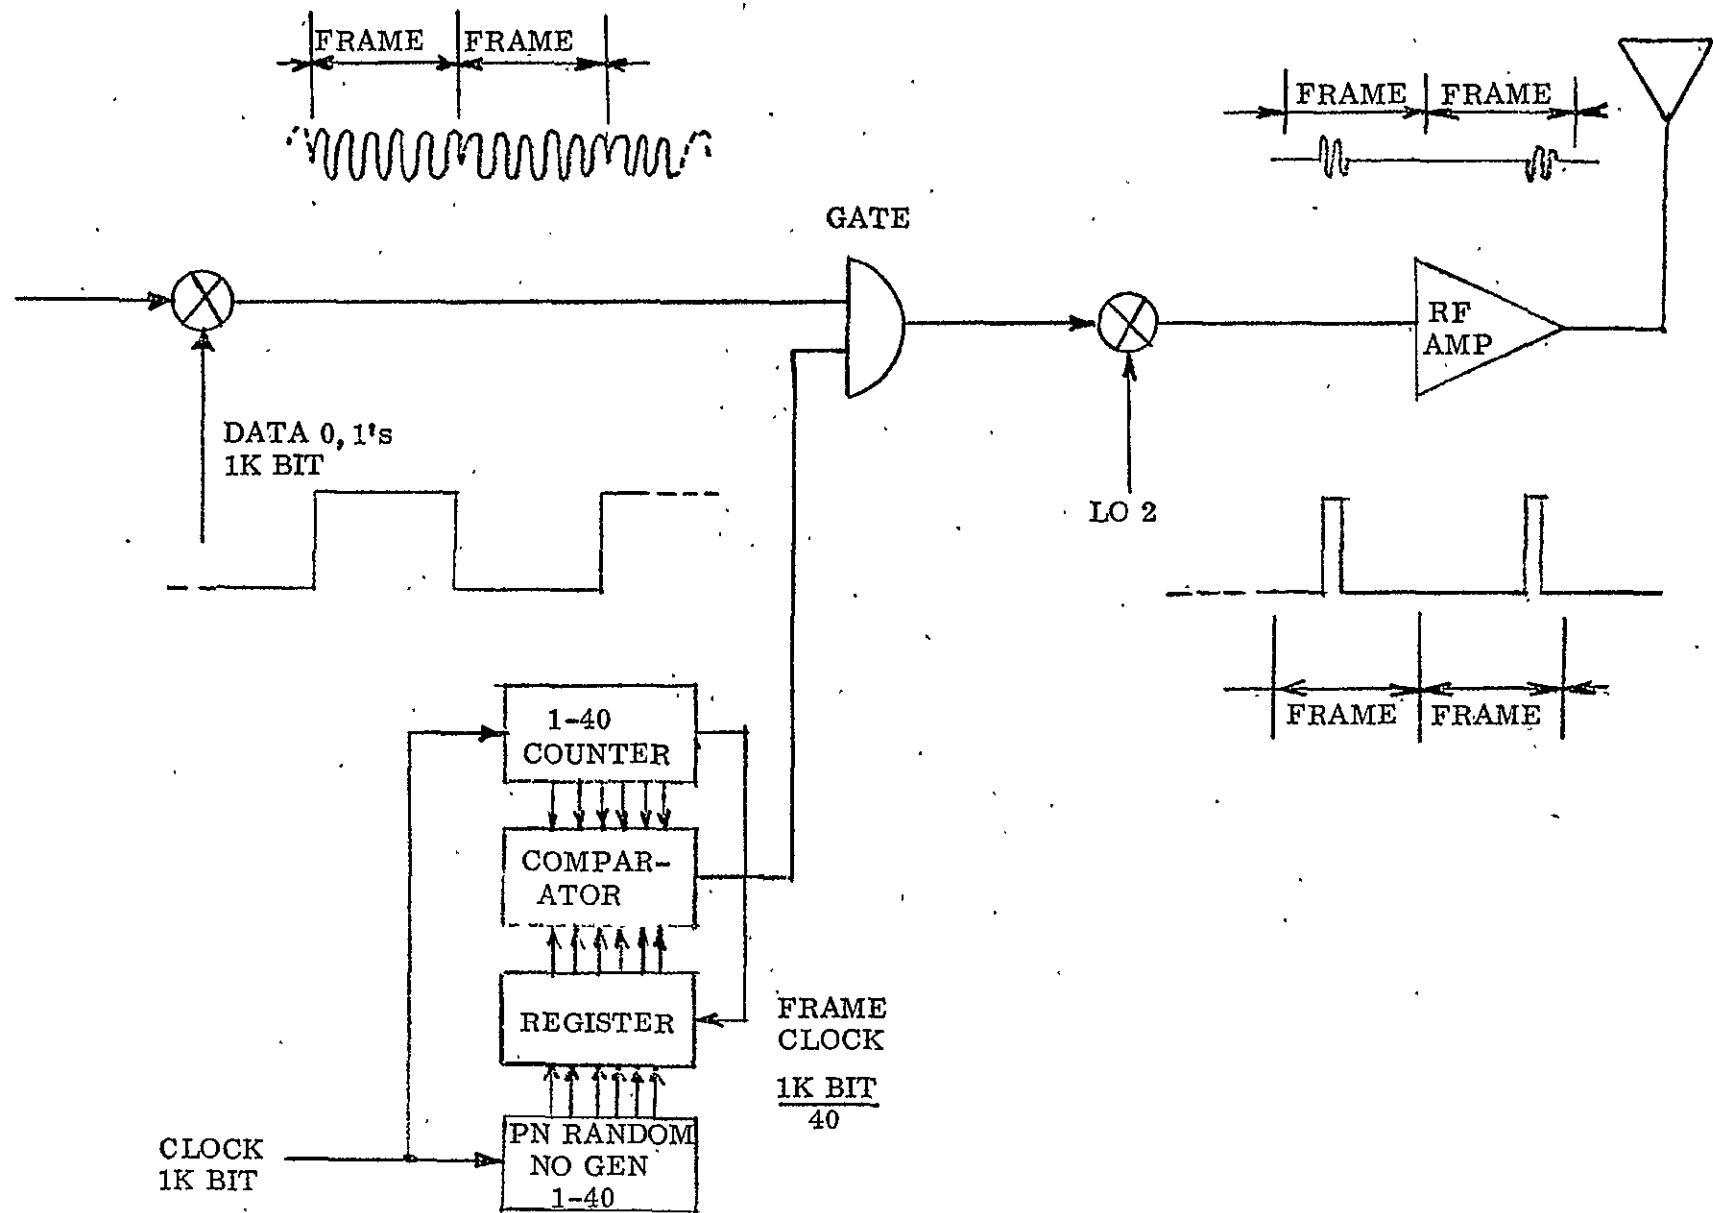 FRAME FRAME
FRAME FRAME
GATE
RF
AMP
DATA 0, 1's
1K BIT
LO 2
1-40
COUNTER
FRAME FRAME
COMPAR-
ATOR
REGISTER
FRAME
CLOCK
1K BIT
40
PN RANDOM
NO GEN
1-40
CLOCK
1K BIT